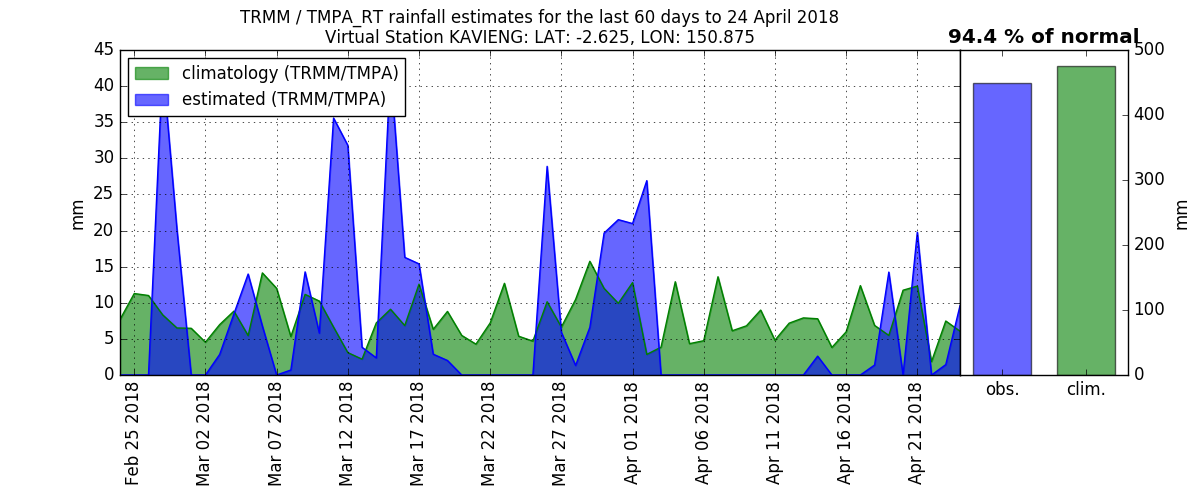 TRMM / TMPA_RT rainfall estimates for the last 60 days to 24 April 2018
Virtual Station KAVIENG: LAT: -2.625, LON: 150.875
94.4 % of normal
climatology (TRMM/TMPA)
estimated (TRMM/TMPA)
45
40
35
30
25
20
15
10
5
0
mm
Feb 25 2018
Mar 02 2018
Mar 07 2018
Mar 12 2018
Mar 17 2018
Mar 22 2018
Mar 27 2018
Apr 01 2018
Apr 06 2018
Apr 11 2018
Apr 16 2018
Apr 21 2018
obs.
clim.
500
400
300
200
100
0
mm